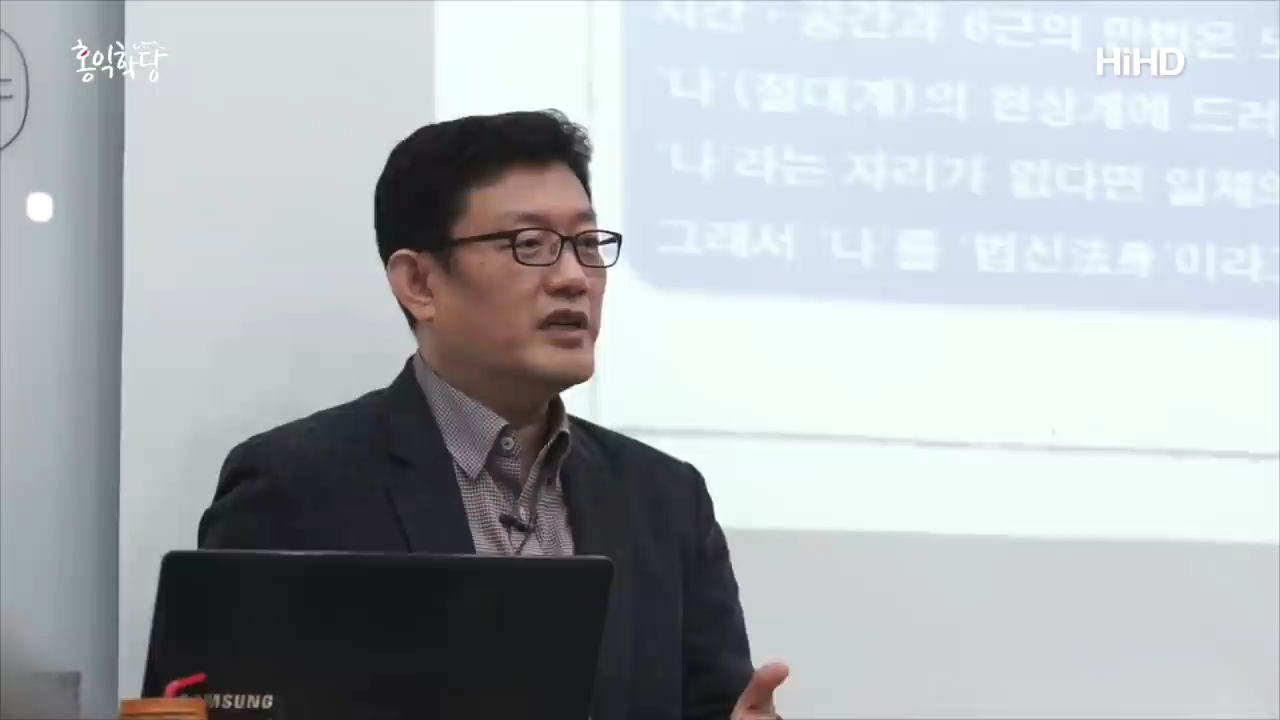 홍익학당
HiHD
시간·공간과 6근의 만법은
'나'(절대계)의 현상계에 드러
'나'라는 자리가 없다면 일체의
그래서 '나'를 '법신法身'이라
SAMSUNG